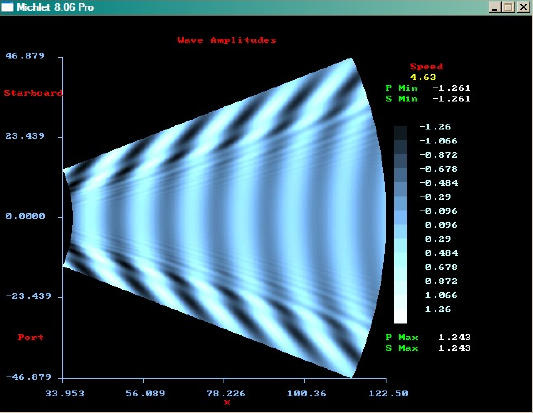 Michlet 8.06 Pro
Wave Amplitudes
46.879
Starboard
23.439
0.0000
-23.439
Port
-46.879
33.953 56.089 78.226 100.36 122.50
x
Speed
4.63
P Min -1.261
S Min -1.261
-1.26
-1.066
-0.872
-0.678
-0.484
-0.29
-0.096
0.096
0.29
0.484
0.678
0.872
1.066
1.26
P Max 1.243
S Max 1.243